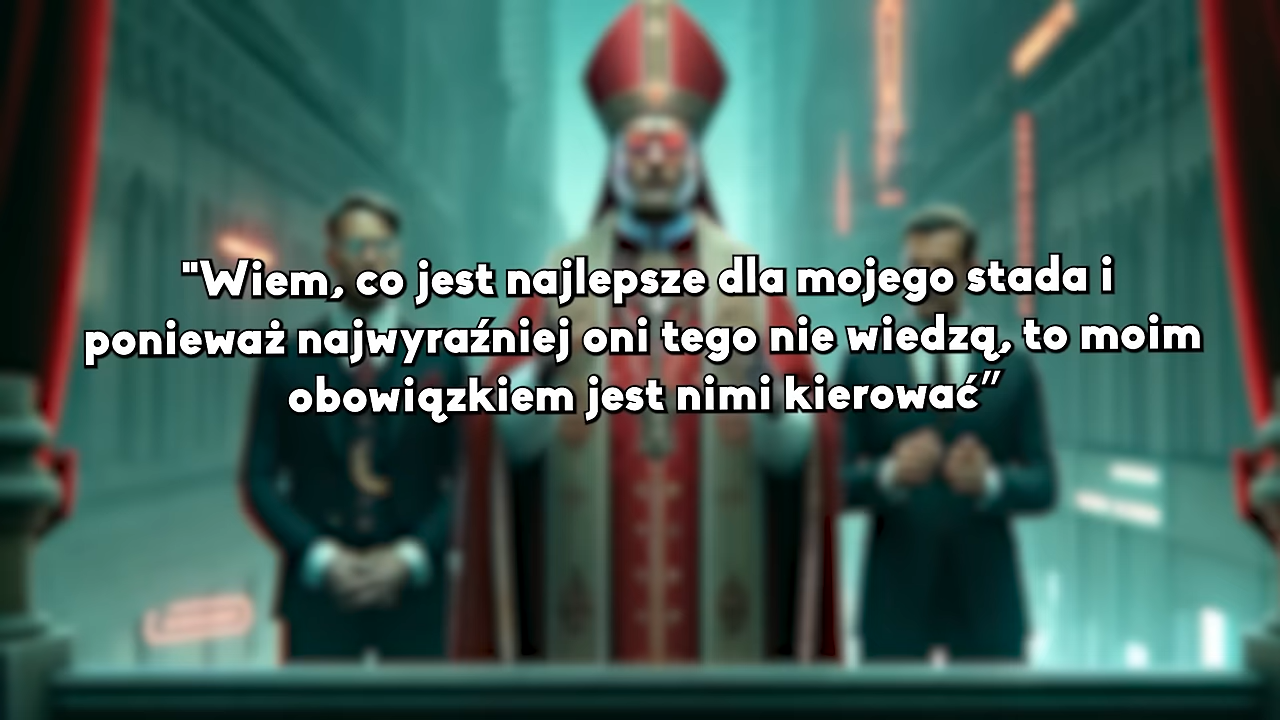 "Wiem, co jest najlepsze dla mojego stada i
ponieważ najwyraźniej oni tego nie wiedzą, to moim
obowiązkiem jest nimi kierować”